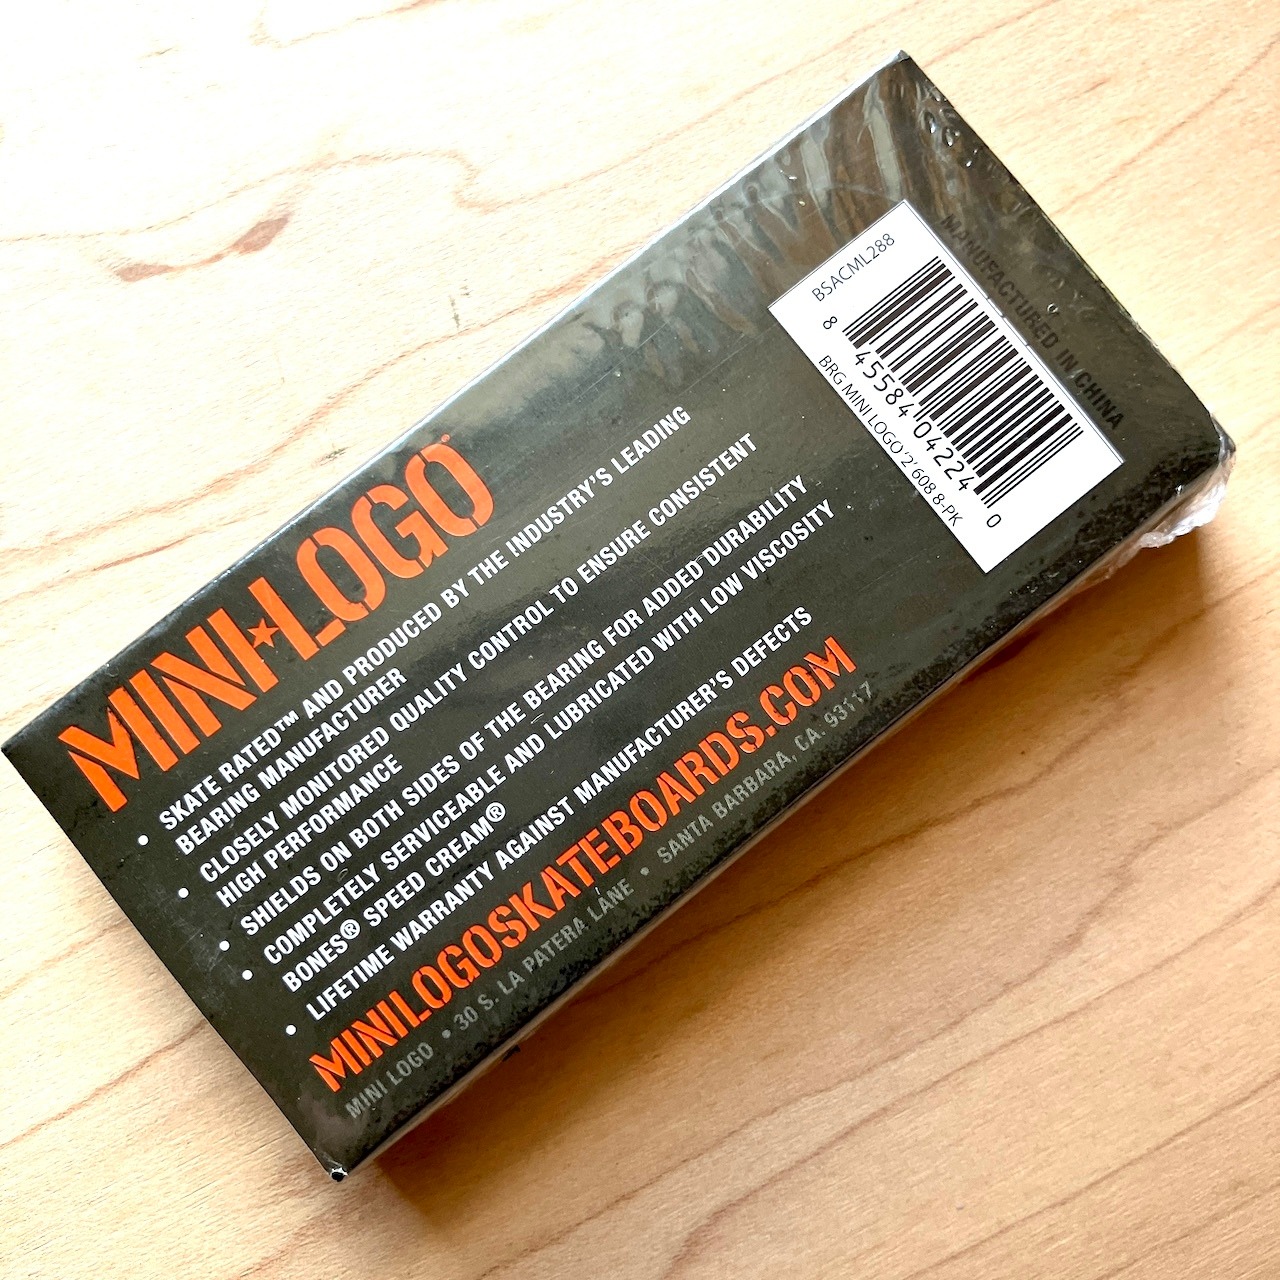 MINI★LOGO
• SKATE RATED™ AND PRODUCED BY THE INDUSTRY'S LEADING
BEARING MANUFACTURER
• CLOSELY MONITORED QUALITY CONTROL TO ENSURE CONSISTENT
HIGH PERFORMANCE
• SHIELDS ON BOTH SIDES OF THE BEARING FOR ADDED DURABILITY
• COMPLETELY SERVICEABLE AND LUBRICATED WITH LOW VISCOSITY
BONES® SPEED CREAM®
• LIFETIME WARRANTY AGAINST MANUFACTURER'S DEFECTS
MINILOGOSKATEBOARDS.COM
MINI LOGO • 30 S. LA PATERA LANE • SANTA BARBARA, CA. 93117
BSACML288
8 45584 04224 0
BRG MINI LOGO '2' 608 8-PK
MANUFACTURED IN CHINA